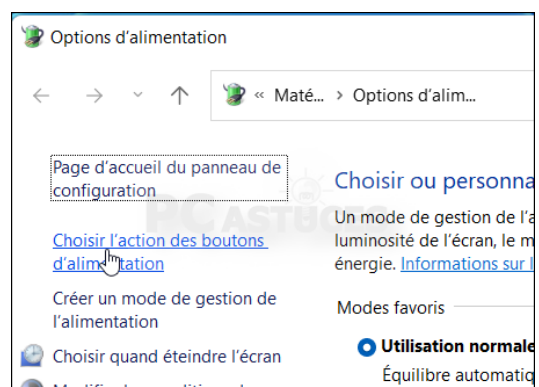 Options d'alimentation
« Maté... > Options d'alim...
Page d'accueil du panneau de
configuration
Choisir l'action des boutons
d'alimentation
Créer un mode de gestion de
l'alimentation
Choisir quand éteindre l'écran
Choisir ou personna
Un mode de gestion de l'a
luminosité de l'écran, le m
énergie. Informations sur l
Modes favoris
Utilisation normale
Équilibre automatiq
PC ASTUCES